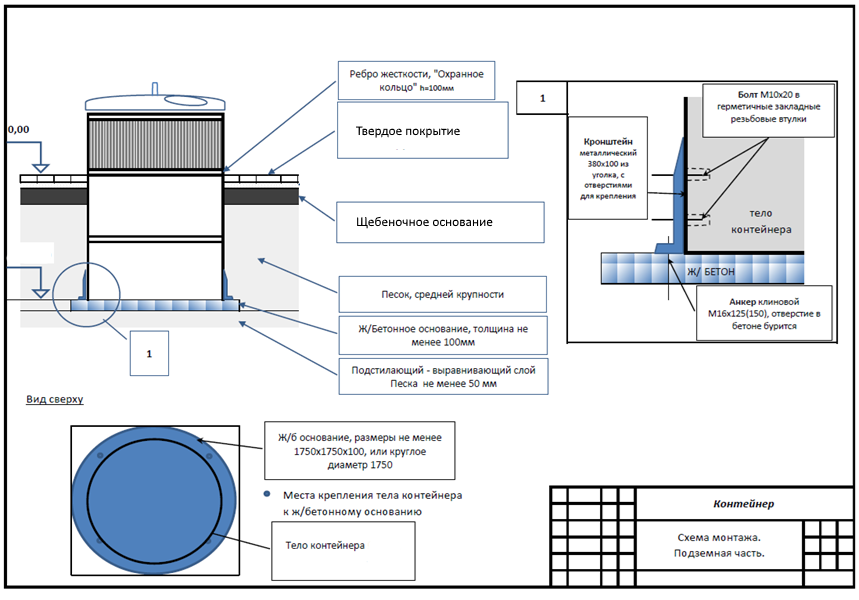 Ребро жесткости, "Охранное
кольцо" h=100мм
Твердое покрытие
0,00
Щебеночное основание
Песок, средней крупности
Ж/Бетонное основание, толщина не
менее 100мм
Подстилающий - выравнивающий слой
Песка не менее 50 мм
1
1
Болт М10х20 в
герметичные закладные
резьбовые втулки
Кронштейн
металлический
380х100 из
уголка, с
отверстиями
для крепления
тело
контейнера
Ж/ БЕТОН
Анкер клиновой
М16х125(150), отверстие в
бетоне бурится
Вид сверху
Ж/б основание, размеры не менее
1750х1750х100, или круглое
диаметр 1750
Места крепления тела контейнера
к ж/бетонному основанию
Тело контейнера
Контейнер
Схема монтажа.
Подземная часть.